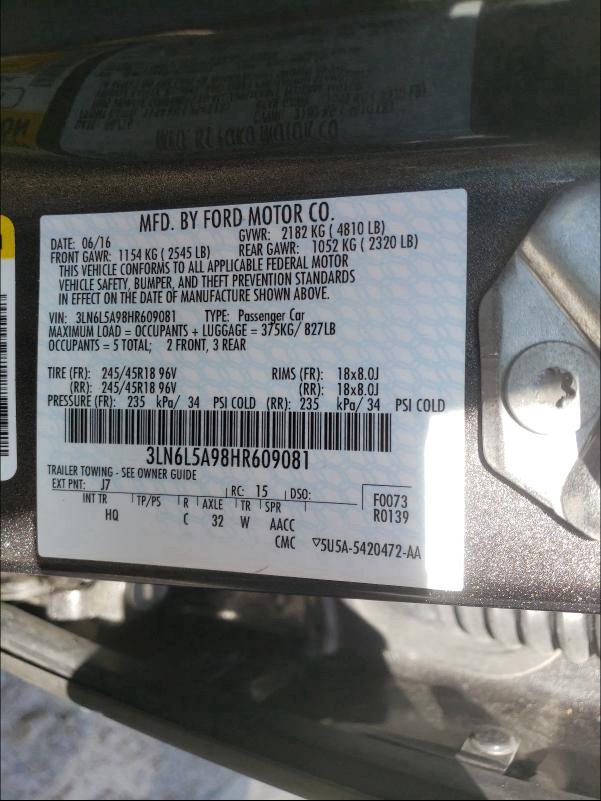 MFD. BY FORD MOTOR CO.
DATE: 06/16 GVWR: 2182 KG ( 4810 LB)
FRONT GAWR: 1154 KG ( 2545 LB) REAR GAWR: 1052 KG ( 2320 LB)
THIS VEHICLE CONFORMS TO ALL APPLICABLE FEDERAL MOTOR
VEHICLE SAFETY, BUMPER, AND THEFT PREVENTION STANDARDS
IN EFFECT ON THE DATE OF MANUFACTURE SHOWN ABOVE.
VIN: 3LN6L5A98HR609081 TYPE: Passenger Car
MAXIMUM LOAD = OCCUPANTS + LUGGAGE = 375KG/ 827LB
OCCUPANTS = 5 TOTAL; 2 FRONT, 3 REAR
TIRE (FR): 245/45R18 96V RIMS (FR): 18x8.0J
(RR): 245/45R18 96V (RR): 18x8.0J
PRESSURE (FR): 235 kPa/ 34 PSI COLD (RR): 235 kPa/ 34 PSI COLD
3LN6L5A98HR609081
TRAILER TOWING - SEE OWNER GUIDE
EXT PNT: J7 RC: 15 DSO: F0073
INT TR TP/PS R AXLE TR SPR R0139
HQ C 32 W AACC
CMC ▽5U5A-5420472-AA